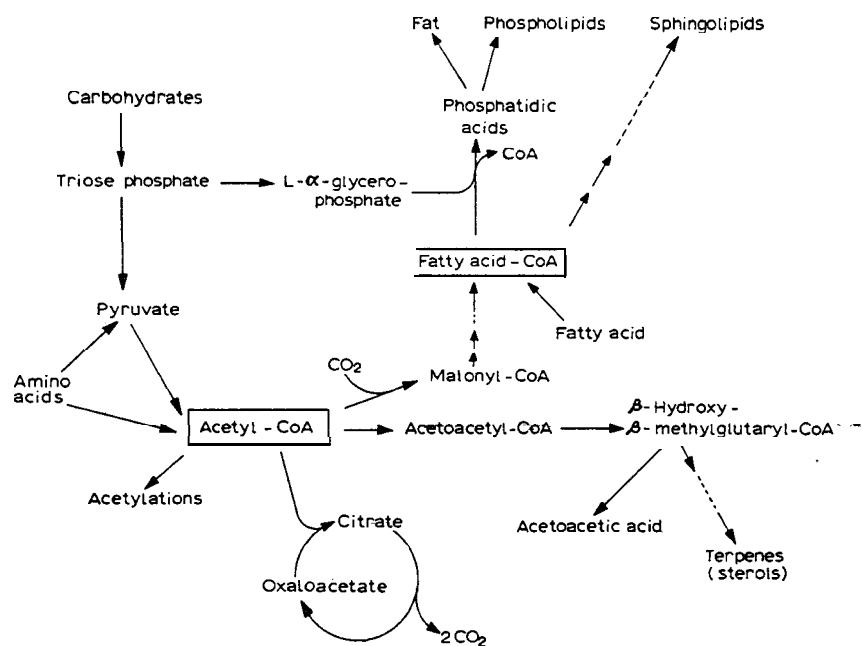 Fat
Phospholipids
Sphingolipids
Carbohydrates
Phosphatidic
acids
CoA
Triose phosphate
L-α-glycero-
phosphate
Fatty acid-CoA
Pyruvate
Fatty acid
CO2
Malonyl-CoA
Amino
acids
Acetyl-CoA
Acetoacetyl-CoA
β-Hydroxy-
β-methylglutaryl-CoA
Acetylations
Citrate
Acetoacetic acid
Oxaloacetate
Terpenes
(sterols)
2CO2